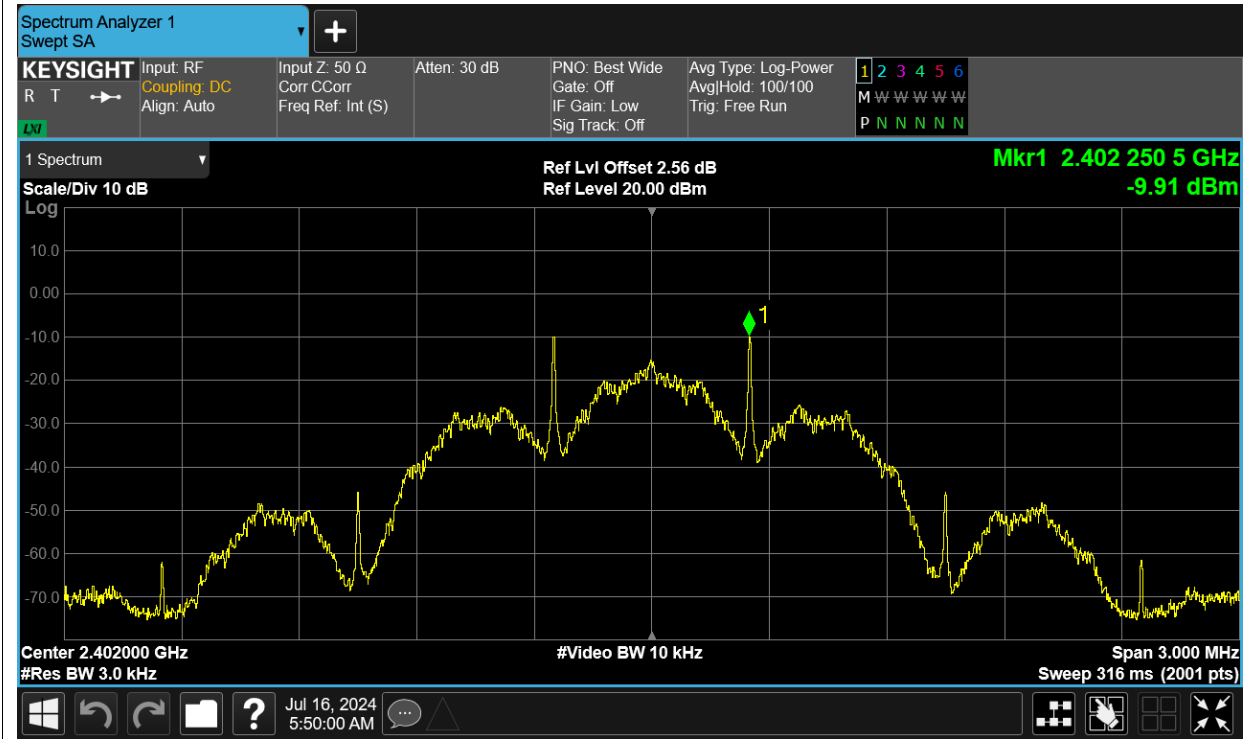 Spectrum Analyzer 1
Swept SA
KEYSIGHT
R T
LXI
Input: RF
Coupling: DC
Align: Auto
Input Z: 50 Ω
Corr CCorr
Freq Ref: Int (S)
Atten: 30 dB
PNO: Best Wide
Gate: Off
IF Gain: Low
Sig Track: Off
Avg Type: Log-Power
Avg|Hold: 100/100
Trig: Free Run
1 2 3 4 5 6
M W W W W W
P N N N N N
1 Spectrum
Scale/Div 10 dB
Log
Ref Lvl Offset 2.56 dB
Ref Level 20.00 dBm
Mkr1 2.402 250 5 GHz
-9.91 dBm
10.0
0.00
-10.0
-20.0
-30.0
-40.0
-50.0
-60.0
-70.0
1
Center 2.402000 GHz
#Res BW 3.0 kHz
#Video BW 10 kHz
Span 3.000 MHz
Sweep 316 ms (2001 pts)
?
Jul 16, 2024
5:50:00 AM